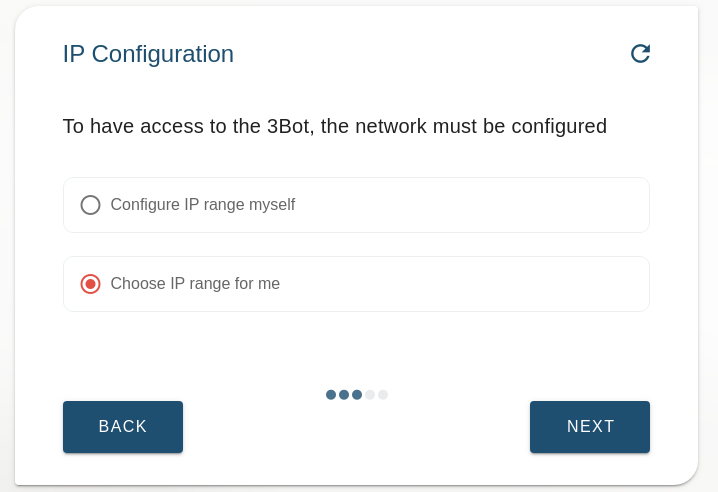 IP Configuration
To have access to the 3Bot, the network must be configured
Configure IP range myself
Choose IP range for me
BACK
NEXT